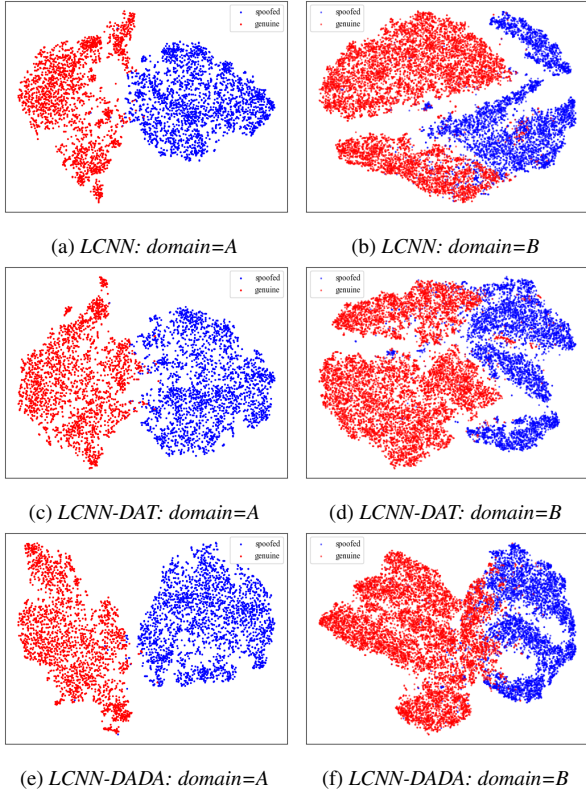 spoofed
genuine
spoofed
genuine
(a) LCNN: domain=A
(b) LCNN: domain=B
spoofed
genuine
spoofed
genuine
(c) LCNN-DAT: domain=A
(d) LCNN-DAT: domain=B
spoofed
genuine
spoofed
genuine
(e) LCNN-DADA: domain=A
(f) LCNN-DADA: domain=B